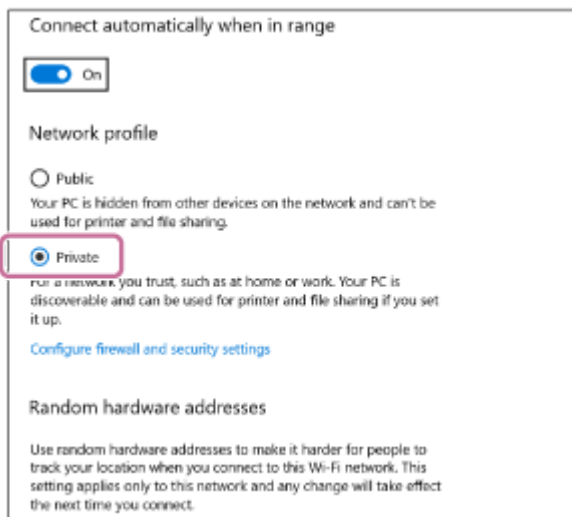 Connect automatically when in range
On
Network profile
Public
Your PC is hidden from other devices on the network and can't be
used for printer and file sharing.
Private
For a network you trust, such as at home or work. Your PC is
discoverable and can be used for printer and file sharing if you set
it up.
Configure firewall and security settings
Random hardware addresses
Use random hardware addresses to make it harder for people to
track your location when you connect to this Wi-Fi network. This
setting applies only to this network and any change will take effect
the next time you connect.